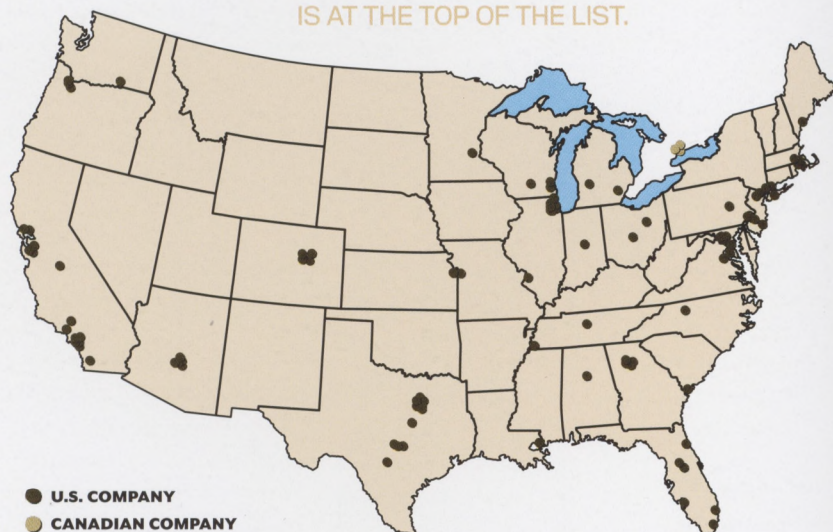 IS AT THE TOP OF THE LIST.
U.S. COMPANY
CANADIAN COMPANY